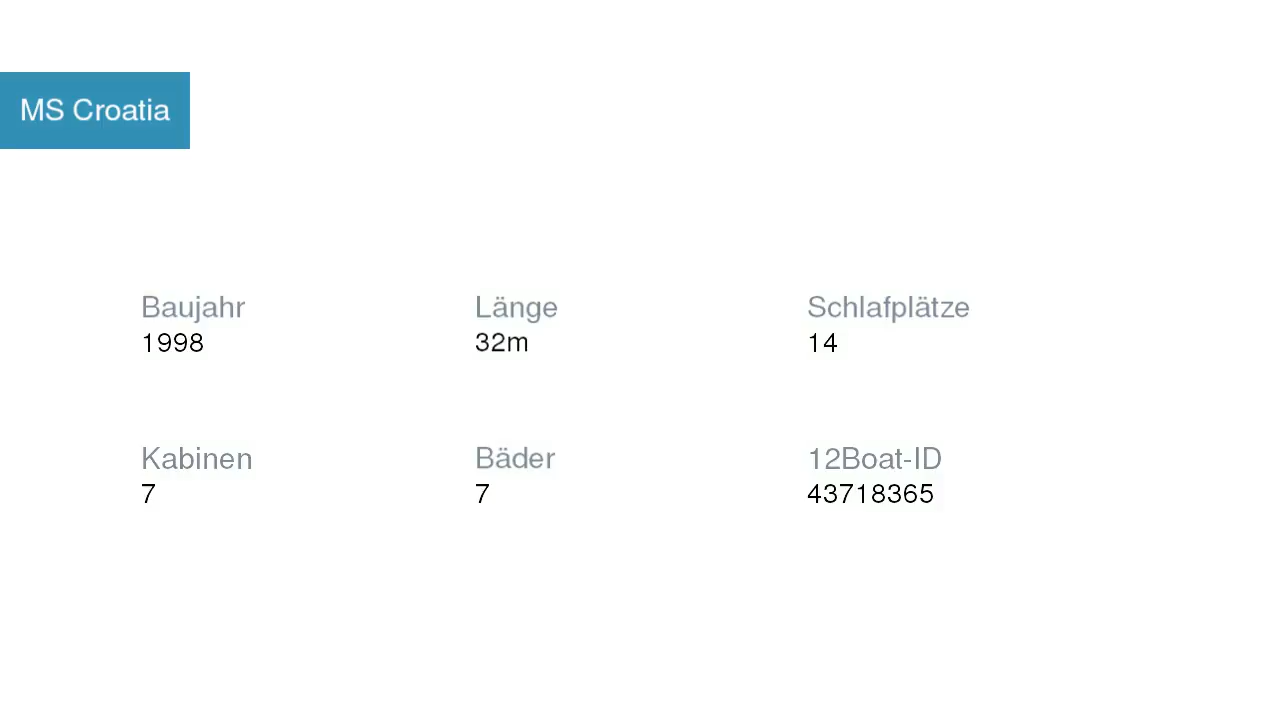 MS Croatia
Baujahr
1998
Länge
32m
Schlafplätze
14
Kabinen
7
Bäder
7
12Boat-ID
43718365